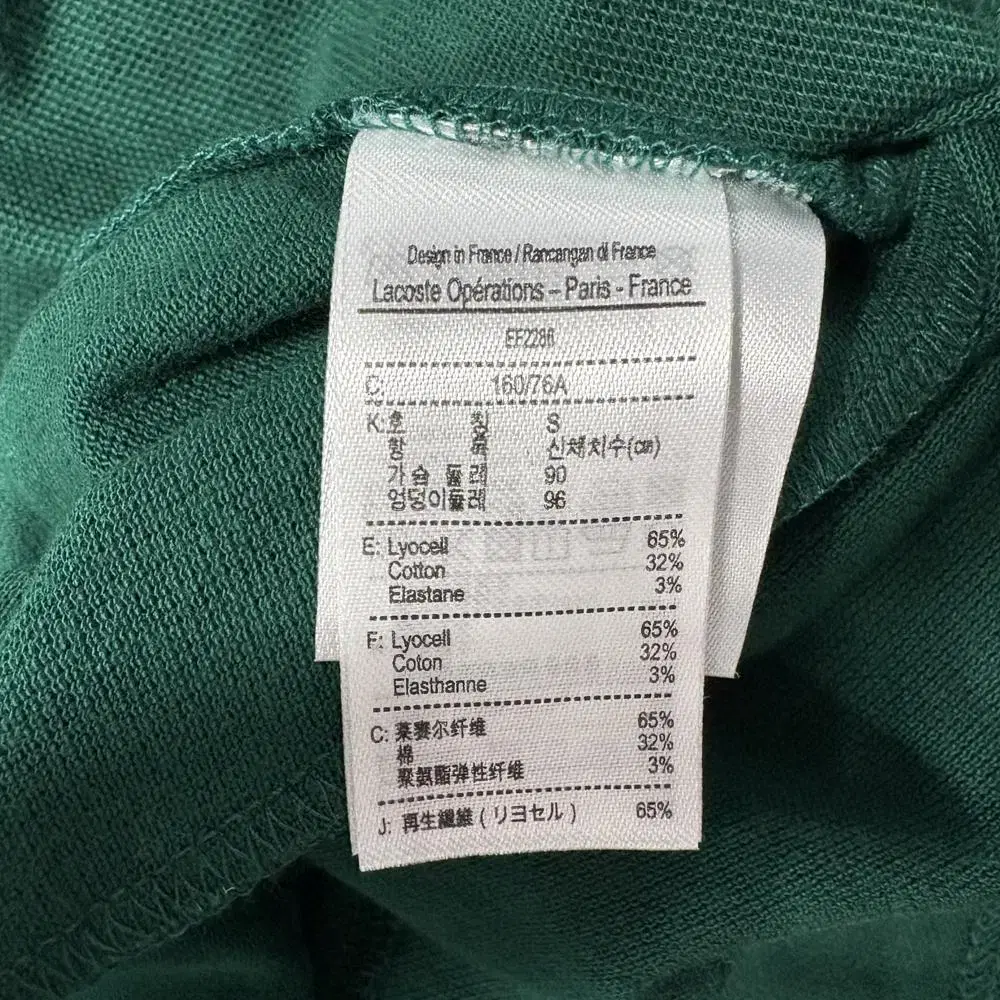 Design in France / Rancangan di France
Lacoste Opérations – Paris - France
EF2286
C: 160/76A
K: 호 칭 S
항 목 신체치수(㎝)
가슴둘레 90
엉덩이둘레 96
E: Lyocell 65%
Cotton 32%
Elastane 3%
F: Lyocell 65%
Coton 32%
Elasthanne 3%
C: 莱赛尔纤维 65%
棉 32%
聚氨酯弹性纤维 3%
J: 再生繊維 ( リヨセル ) 65%